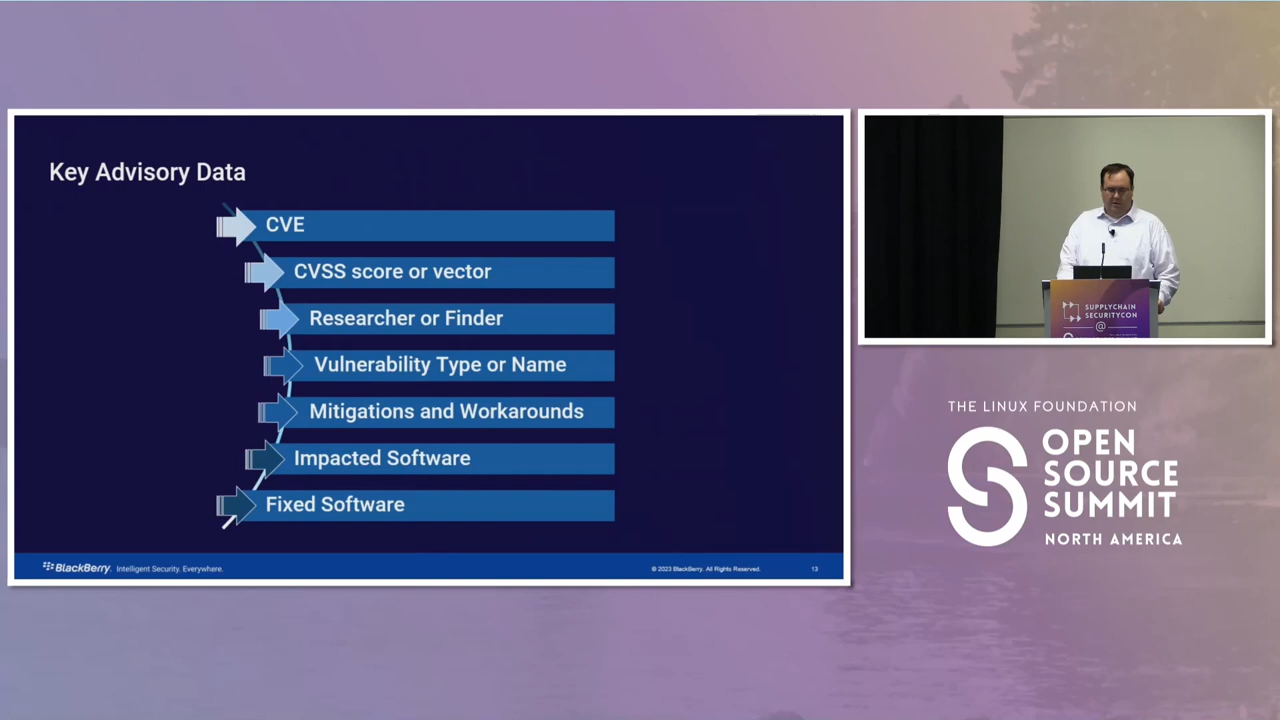 Key Advisory Data
CVE
CVSS score or vector
Researcher or Finder
Vulnerability Type or Name
Mitigations and Workarounds
Impacted Software
Fixed Software
BlackBerry. Intelligent Security. Everywhere.
© 2023 BlackBerry. All Rights Reserved.
13
SUPPLYCHAIN
SECURITYCON
@
THE LINUX FOUNDATION
OPEN
SOURCE
SUMMIT
NORTH AMERICA